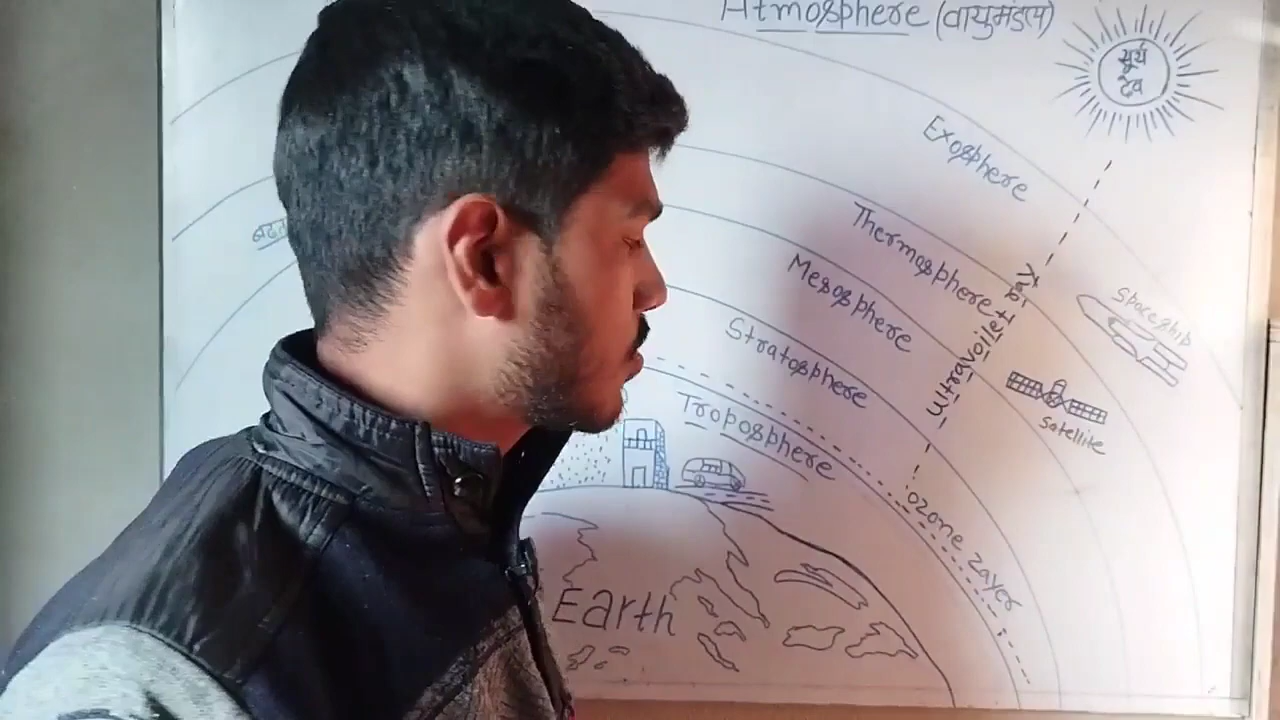 Atmosphere (वायुमंडल)
सूर्य
देव
Exosphere
Thermosphere
Mesosphere
Stratosphere
Troposphere
Ultravoilet Ray
Spaceship
Satellite
Ozone Layer
Earth